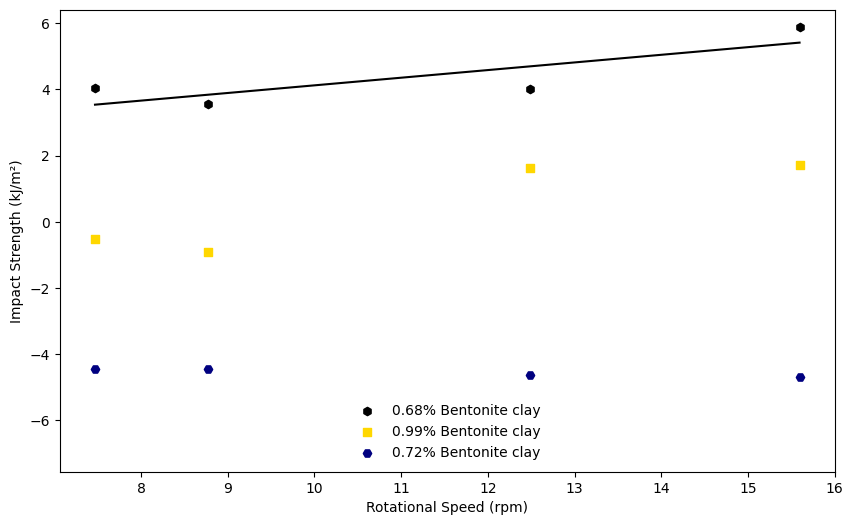 6
4
2
0
−2
−4
−6
Impact Strength (kJ/m²)
0.68% Bentonite clay
0.99% Bentonite clay
0.72% Bentonite clay
8 9 10 11 12 13 14 15 16
Rotational Speed (rpm)